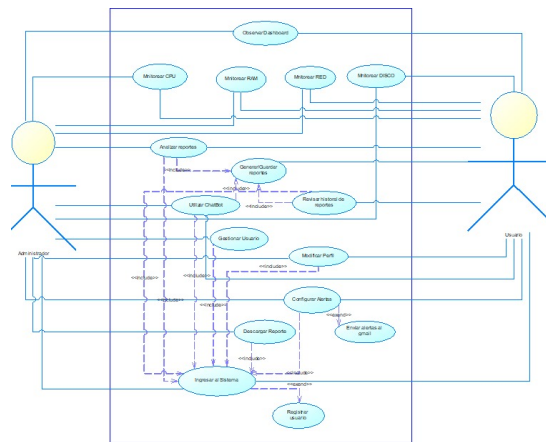 Observar Dashboard
Monitorear CPU
Monitorear RAM
Monitorear RED
Monitorear DISCO
Analizar reportes
<<include>>
Generar/Guardar
reportes
<<include>>
Utilizar ChatBot
Revisar historial de
reportes
<<include>>
Gestionar Usuario
Administrador
Usuario
Modificar Perfil
<<include>>
<<include>>
<<include>>
Configurar Alertas
<<extend>>
<<include>>
Descargar Reporte
Enviar alertas al
gmail
<<include>>
<<include>>
Ingresar al Sistema
<<extend>>
Registrar
usuario